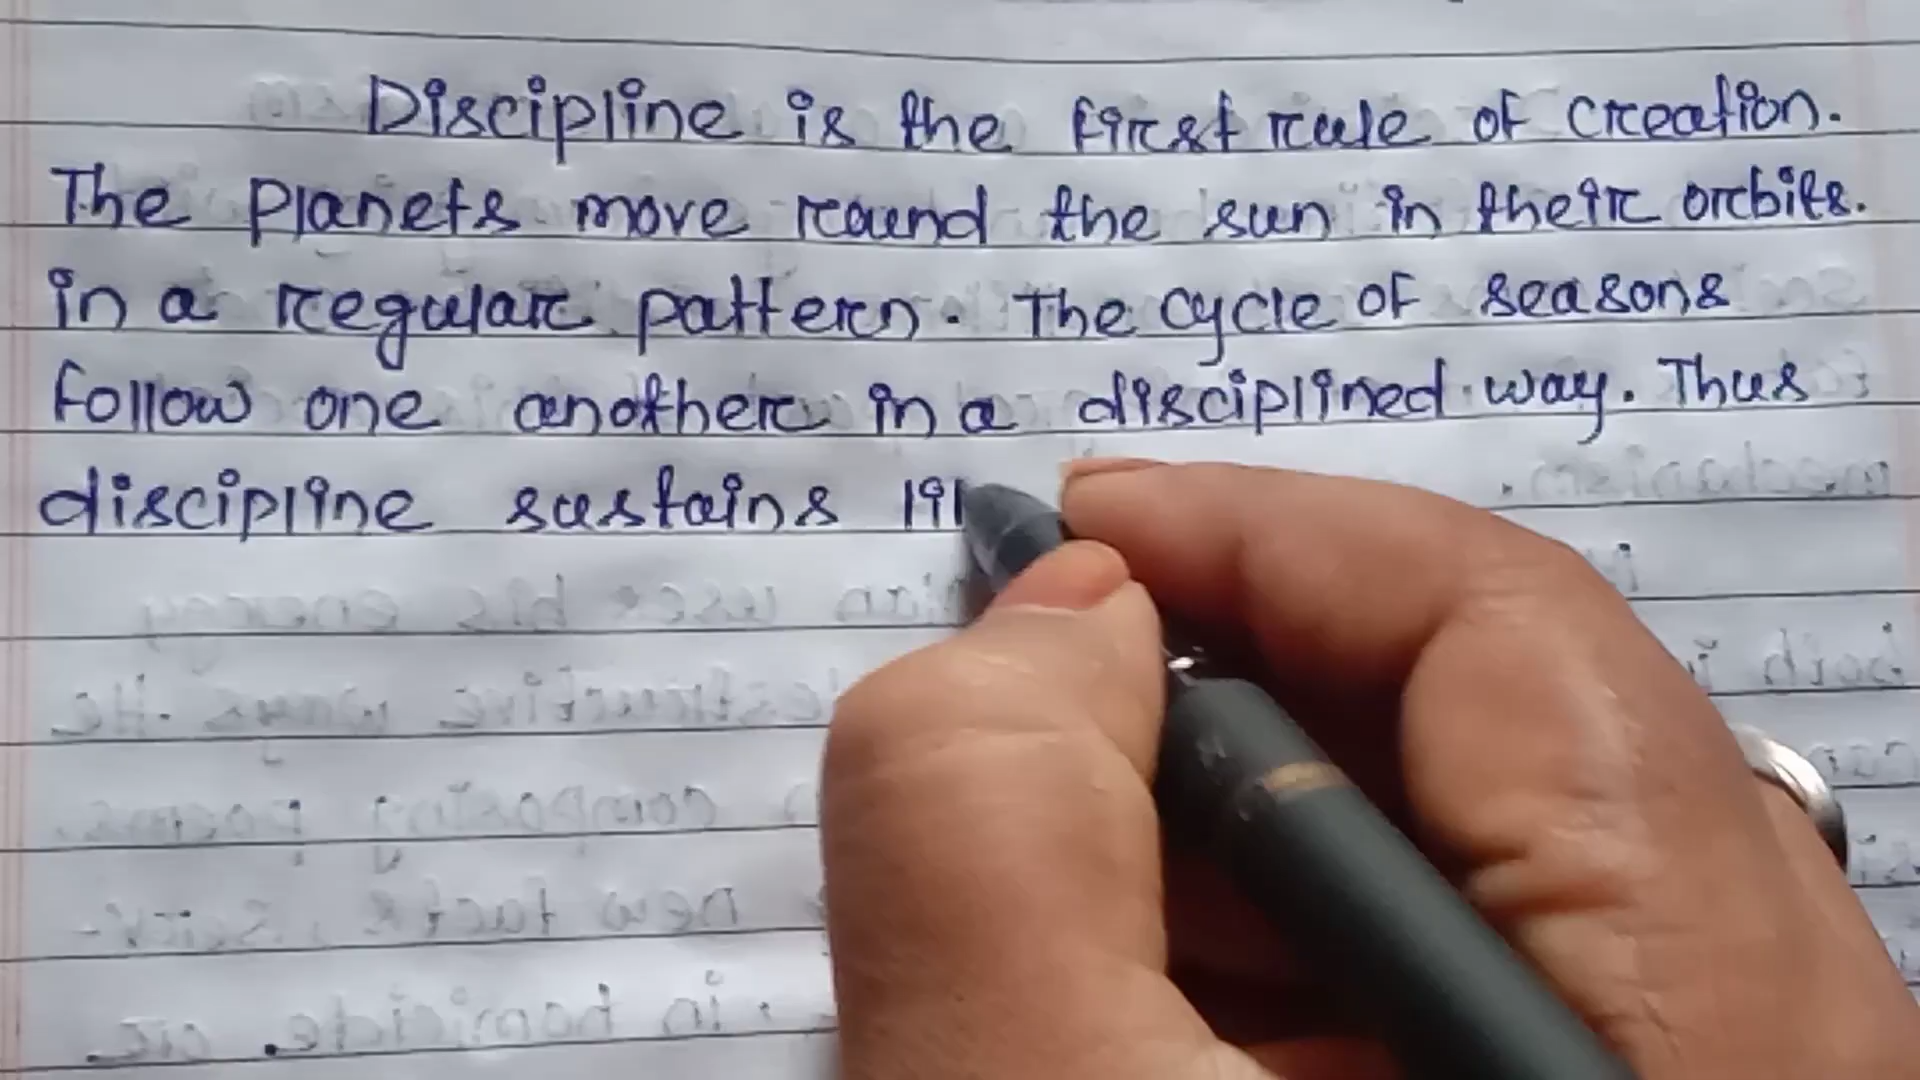 Discipline is the first rule of creation.
The planets move round the sun in their orbits.
in a regular pattern. The cycle of seasons
follow one another in a disciplined way. Thus
discipline sustains